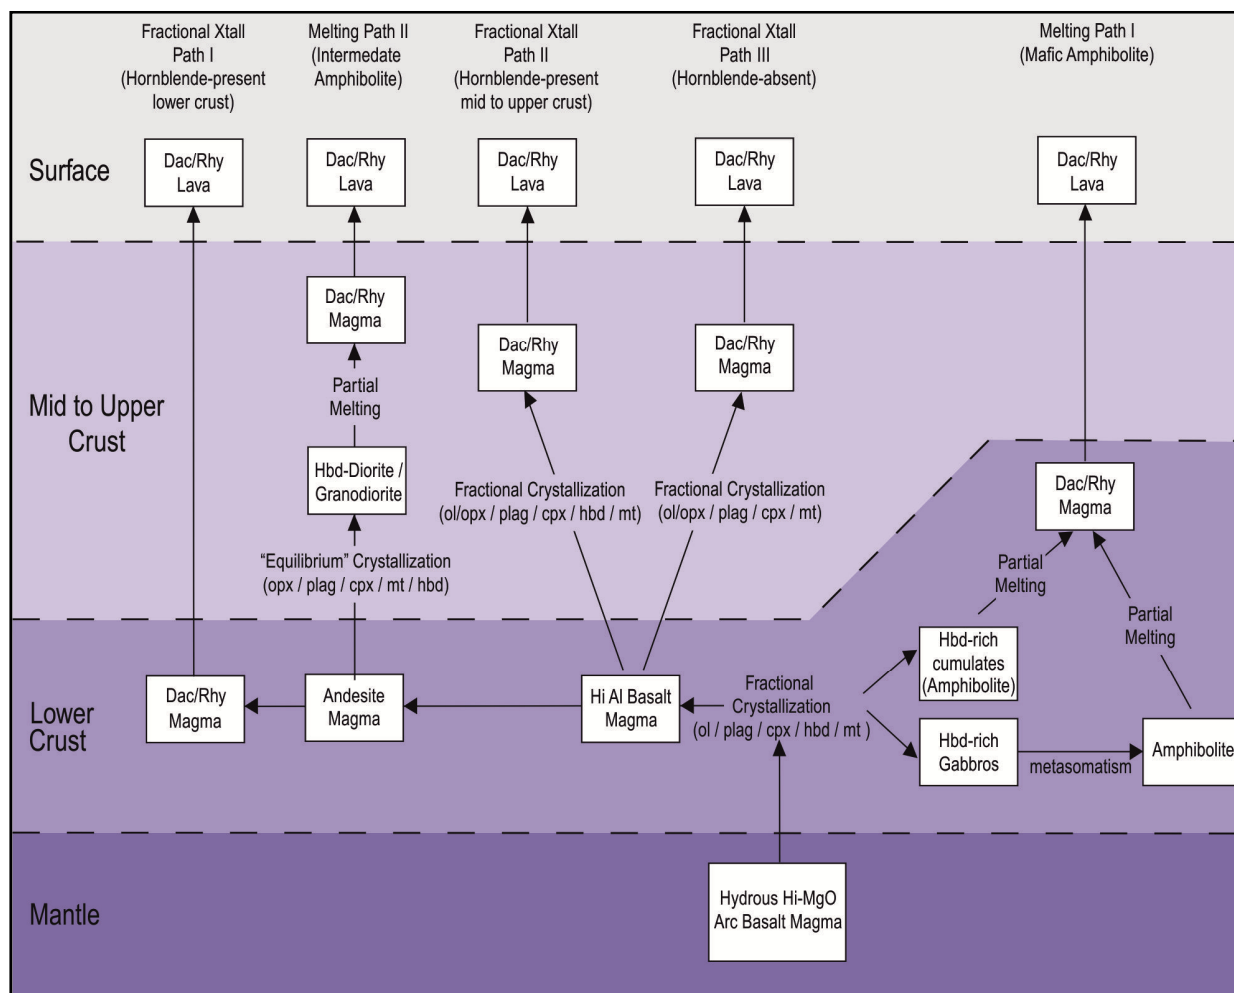 Fractional Xtall
Path I
(Hornblende-present
lower crust)
Melting Path II
(Intermedate
Amphibolite)
Fractional Xtall
Path II
(Hornblende-present
mid to upper crust)
Fractional Xtall
Path III
(Hornblende-absent)
Melting Path I
(Mafic Amphibolite)
Surface
Dac/Rhy
Lava
Dac/Rhy
Lava
Dac/Rhy
Lava
Dac/Rhy
Lava
Dac/Rhy
Lava
Mid to Upper
Crust
Dac/Rhy
Magma
Partial
Melting
Hbd-Diorite /
Granodiorite
"Equilibrium" Crystallization
(opx / plag / cpx / mt / hbd)
Dac/Rhy
Magma
Fractional Crystallization
(ol/opx / plag / cpx / hbd / mt)
Dac/Rhy
Magma
Fractional Crystallization
(ol/opx / plag / cpx / mt)
Dac/Rhy
Magma
Partial
Melting
Partial
Melting
Lower
Crust
Dac/Rhy
Magma
Andesite
Magma
Hi Al Basalt
Magma
Fractional
Crystallization
(ol / plag / cpx / hbd / mt )
Hbd-rich
cumulates
(Amphibolite)
Hbd-rich
Gabbros
metasomatism
Amphibolite
Mantle
Hydrous Hi-MgO
Arc Basalt Magma